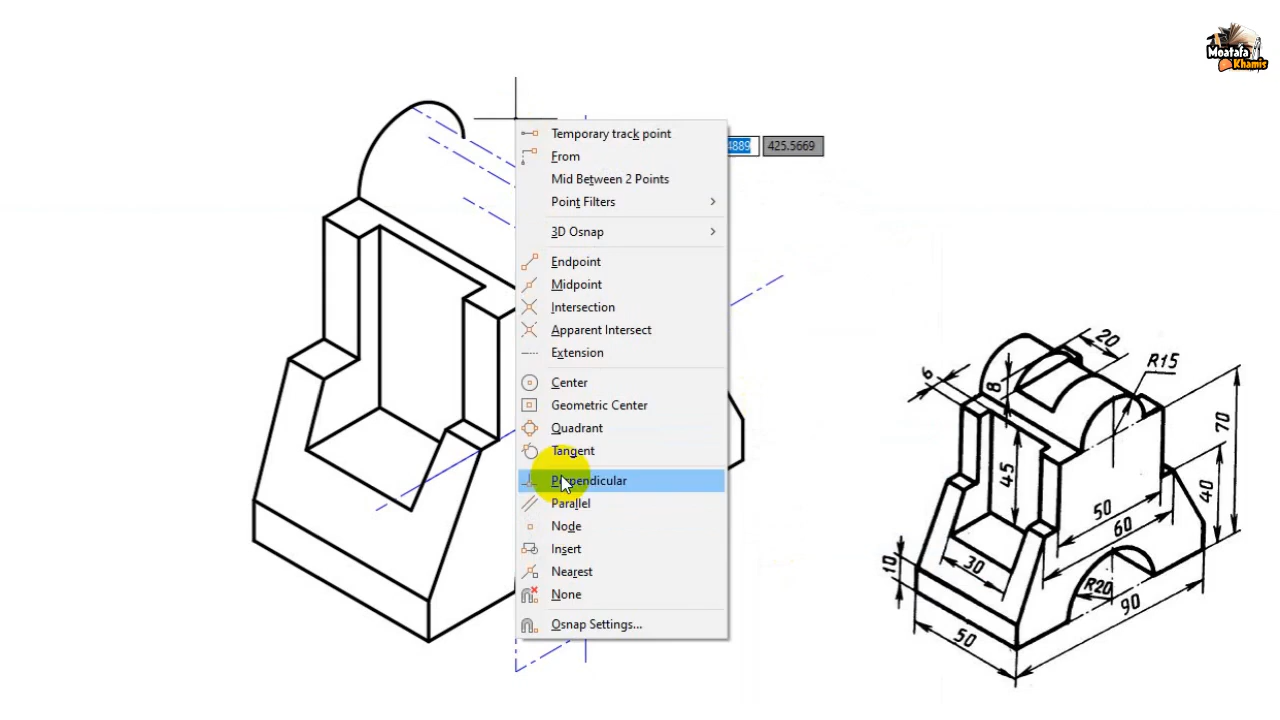 Moatafa
Khamis
Temporary track point
From
Mid Between 2 Points
Point Filters
3D Osnap
Endpoint
Midpoint
Intersection
Apparent Intersect
Extension
Center
Geometric Center
Quadrant
Tangent
Perpendicular
Parallel
Node
Insert
Nearest
None
Osnap Settings...
4889
425.5669
20
R15
6
8
70
45
40
50
60
10
30
R20
90
50